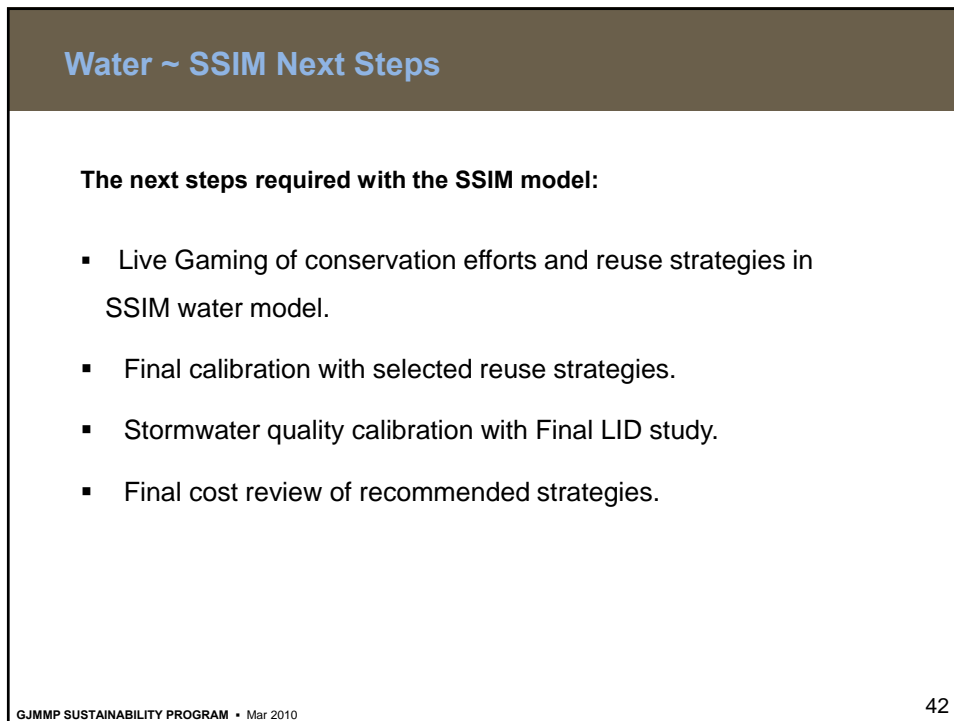 Water ~ SSIM Next Steps
The next steps required with the SSIM model:
▪ Live Gaming of conservation efforts and reuse strategies in
SSIM water model.
▪ Final calibration with selected reuse strategies.
▪ Stormwater quality calibration with Final LID study.
▪ Final cost review of recommended strategies.
GJMMP SUSTAINABILITY PROGRAM ▪ Mar 2010
42